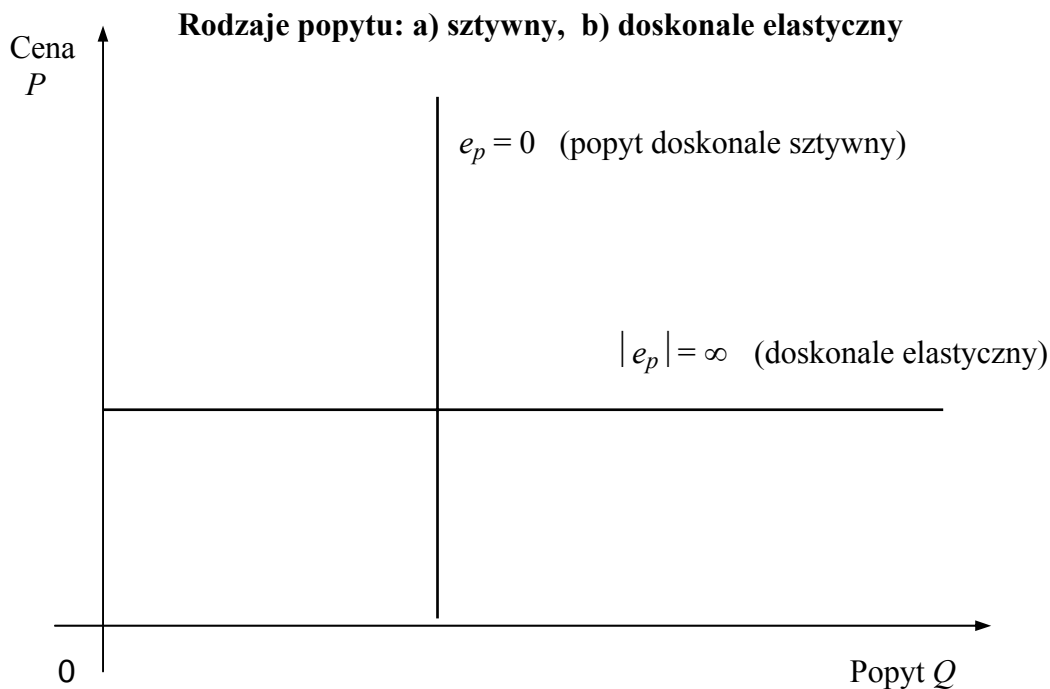 Rodzaje popytu: a) sztywny, b) doskonale elastyczny
Cena
P
e_p = 0 (popyt doskonale sztywny)
|e_p| = ∞ (doskonale elastyczny)
0
Popyt Q